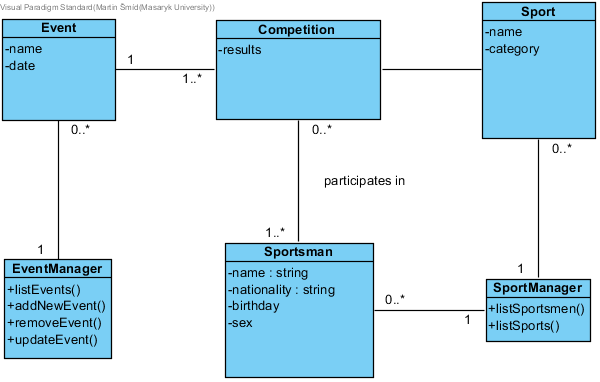 Visual Paradigm Standard(Martin Šmíd(Masaryk University))
Event
-name
-date
Competition
-results
Sport
-name
-category
1
1..*
0..*
0..*
0..*
participates in
1
1..*
1
EventManager
+listEvents()
+addNewEvent()
+removeEvent()
+updateEvent()
Sportsman
-name : string
-nationality : string
-birthday
-sex
0..*
1
SportManager
+listSportsmen()
+listSports()